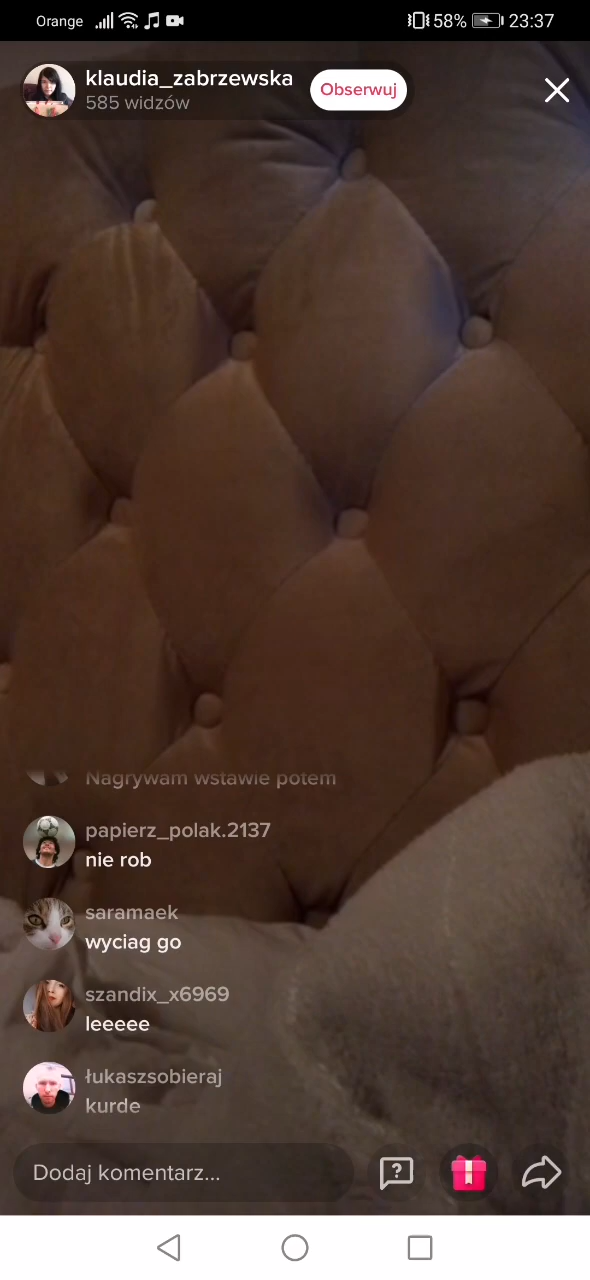 Orange
58%
23:37
klaudia_zabrzewska
585 widzów
Obserwuj
Nagrywam wstawie potem
papierz_polak.2137
nie rob
saramaek
wyciag go
szandix_x6969
leeeee
łukaszsobieraj
kurde
Dodaj komentarz...